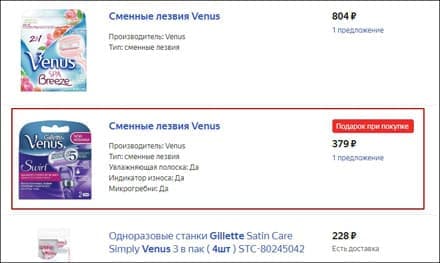 Сменные лезвия Venus
804 ₽
1 предложение
Производитель: Venus
Тип: сменные лезвия
2в1
Venus
SPA
Breeze
Сменные лезвия Venus
Подарок при покупке
379 ₽
1 предложение
Производитель: Venus
Тип: сменные лезвия
Увлажняющая полоска: Да
Индикатор износа: Да
Микрогребни: Да
Gillette
Venus
5
Swirl
2
Одноразовые станки Gillette Satin Care
Simply Venus 3 в пак ( 4шт ) STC-80245042
228 ₽
Есть доставка